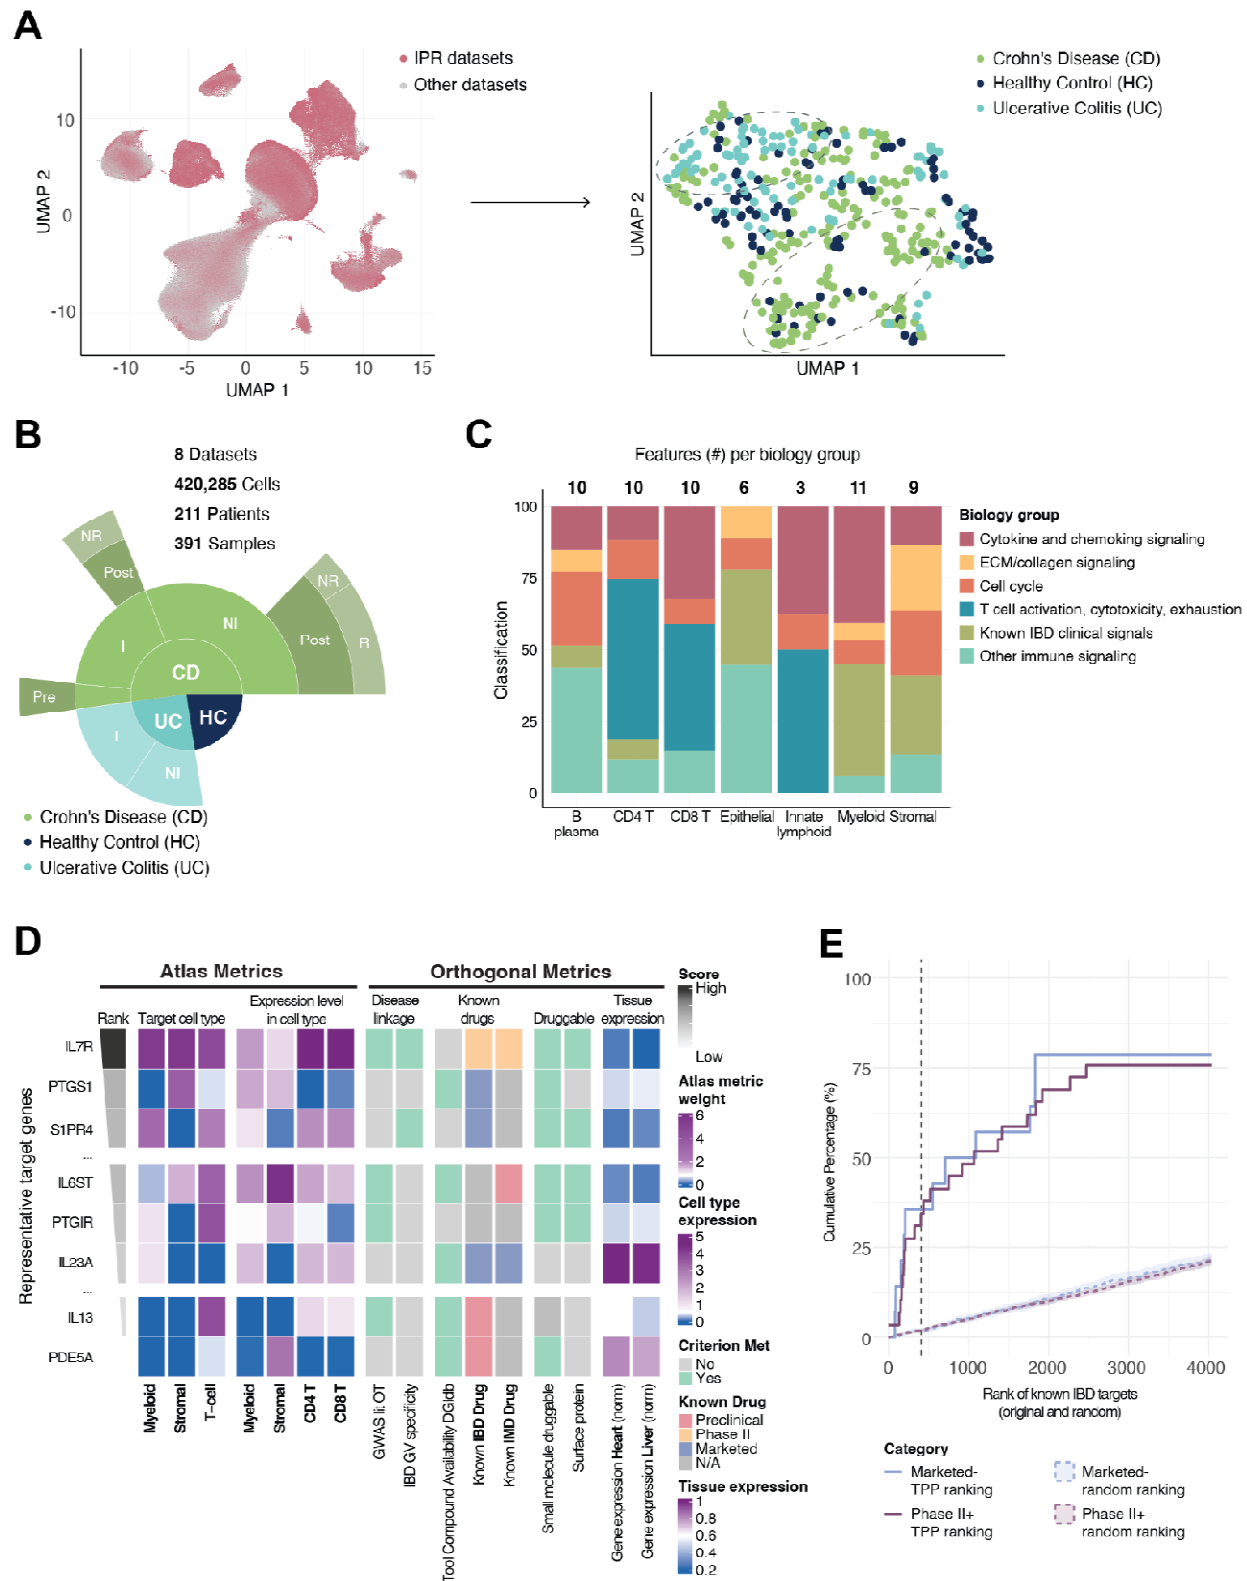 A
IPR datasets
Other datasets
10
0
-10
UMAP 2
-10 -5 0 5 10 15
UMAP 1
Crohn's Disease (CD)
Healthy Control (HC)
Ulcerative Colitis (UC)
UMAP 2
UMAP 1
B
8 Datasets
420,285 Cells
211 Patients
391 Samples
NR
Post
I
NI
NR
Post
R
CD
Pre
UC
HC
I
NI
Crohn's Disease (CD)
Healthy Control (HC)
Ulcerative Colitis (UC)
C
Features (#) per biology group
10 10 10 6 3 11 9
100
75
50
25
0
Classification
B plasma
CD4 T
CD8 T
Epithelial
Innate lymphoid
Myeloid
Stromal
Biology group
Cytokine and chemoking signaling
ECM/collagen signaling
Cell cycle
T cell activation, cytotoxicity, exhaustion
Known IBD clinical signals
Other immune signaling
D
Atlas Metrics
Orthogonal Metrics
Rank
Target cell type
Expression level
in cell type
Disease
linkage
Known
drugs
Druggable
Tissue
expression
Representative target genes
IL7R
PTGS1
S1PR4
...
IL6ST
PTGIR
IL23A
...
IL13
PDE5A
Myeloid
Stromal
T-cell
Myeloid
Stromal
CD4 T
CD8 T
GWAS lit OT
IBD GV specificity
Tool Compound Availability DGIdb
Known IBD Drug
Known IMD Drug
Small molecule druggable
Surface protein
Gene expression Heart (norm)
Gene expression Liver (norm)
Score
High
Low
Atlas metric
weight
6
4
2
0
Cell type
expression
5
4
3
2
1
0
Criterion Met
No
Yes
Known Drug
Preclinical
Phase II
Marketed
N/A
Tissue expression
1
0.8
0.6
0.4
0.2
E
100
75
50
25
0
Cumulative Percentage (%)
0 1000 2000 3000 4000
Rank of known IBD targets
(original and random)
Category
Marketed-
TPP ranking
Phase II+
TPP ranking
Marketed-
random ranking
Phase II+
random ranking